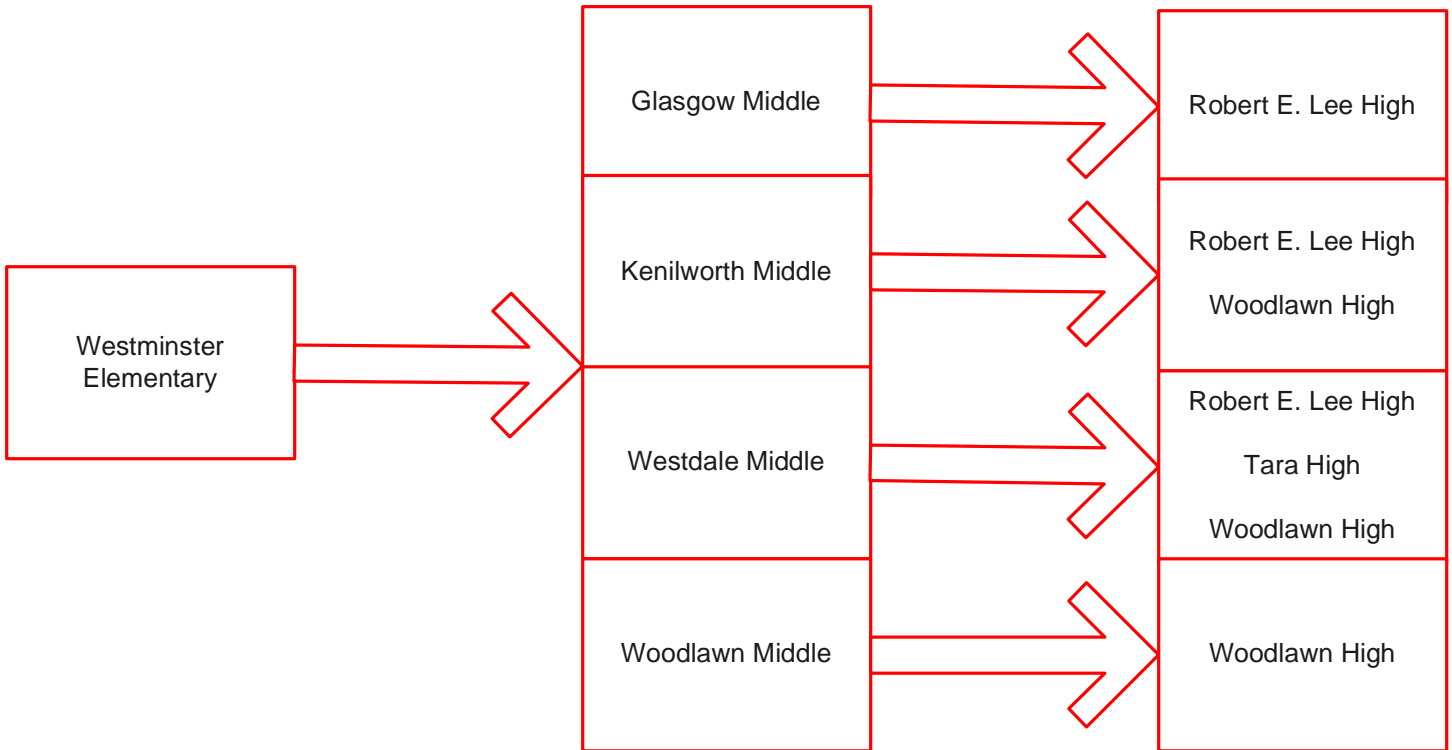 Glasgow Middle
Robert E. Lee High
Kenilworth Middle
Robert E. Lee High
Woodlawn High
Westminster
Elementary
Westdale Middle
Robert E. Lee High
Tara High
Woodlawn High
Woodlawn Middle
Woodlawn High